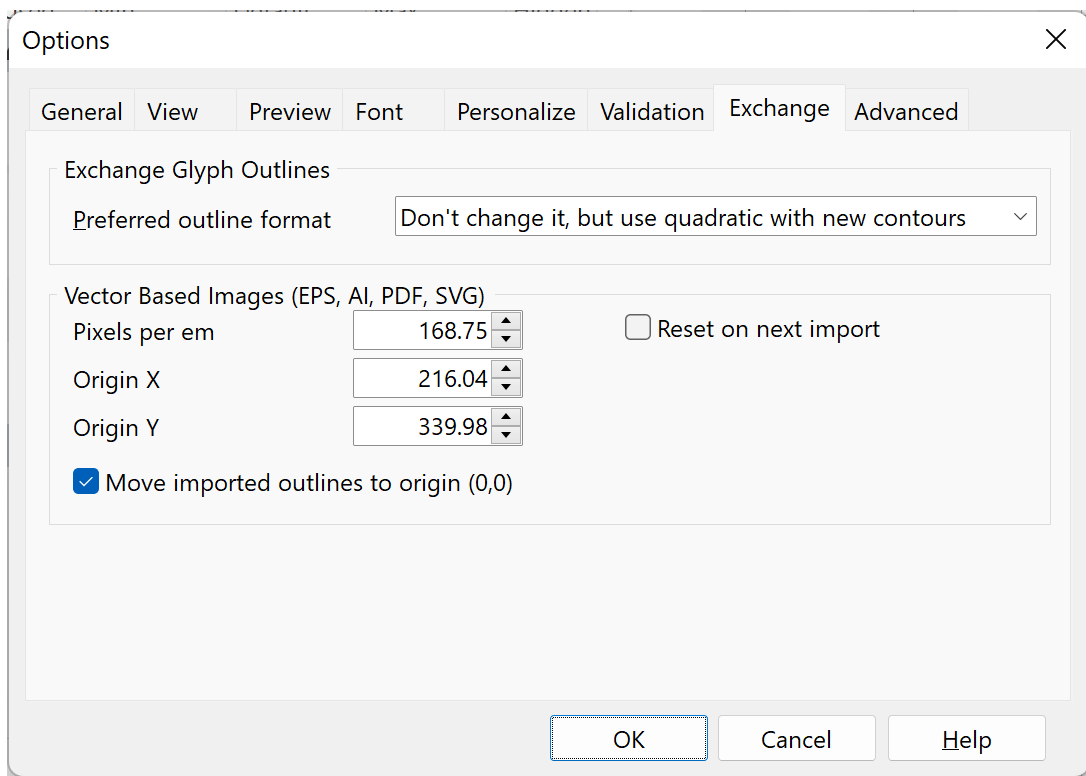 Options
General View Preview Font Personalize Validation Exchange Advanced
Exchange Glyph Outlines
Preferred outline format Don't change it, but use quadratic with new contours
Vector Based Images (EPS, AI, PDF, SVG)
Pixels per em 168.75 Reset on next import
Origin X 216.04
Origin Y 339.98
Move imported outlines to origin (0,0)
OK Cancel Help